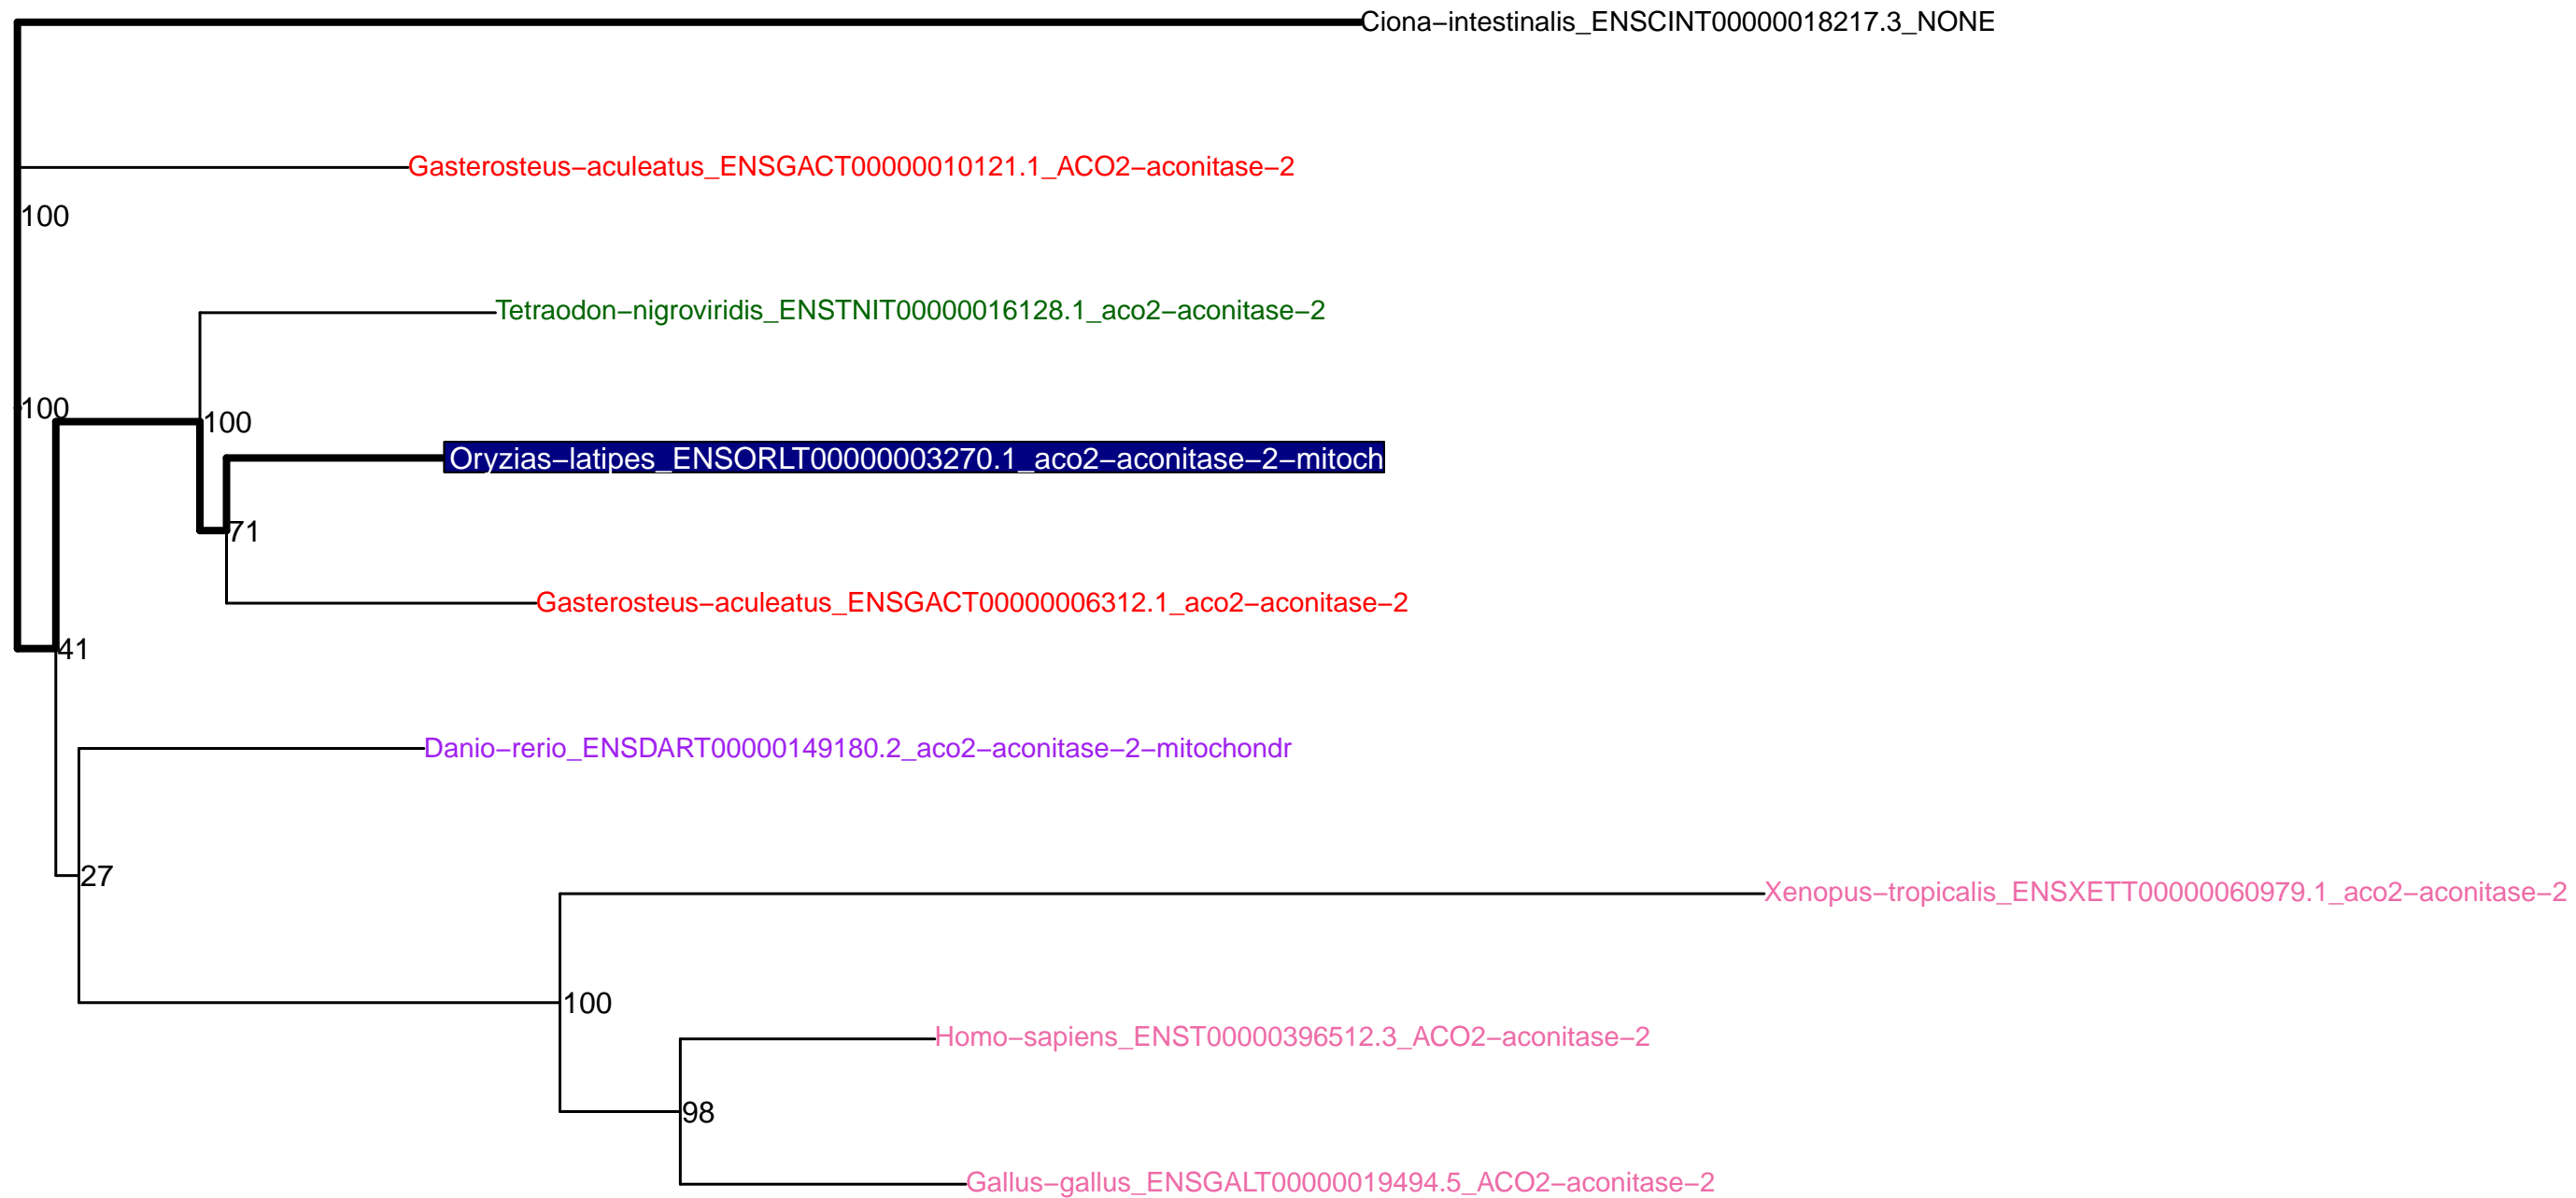 Ciona−intestinalis_ENSCINT00000018217.3_NONE
Gasterosteus−aculeatus_ENSGACT00000010121.1_ACO2−aconitase−2
100
Tetraodon−nigroviridis_ENSTNIT00000016128.1_aco2−aconitase−2
100
100
Oryzias−latipes_ENSORLT00000003270.1_aco2−aconitase−2−mitoch
71
Gasterosteus−aculeatus_ENSGACT00000006312.1_aco2−aconitase−2
41
Danio−rerio_ENSDART00000149180.2_aco2−aconitase−2−mitochondr
27
Xenopus−tropicalis_ENSXETT00000060979.1_aco2−aconitase−2
100
Homo−sapiens_ENST00000396512.3_ACO2−aconitase−2
98
Gallus−gallus_ENSGALT00000019494.5_ACO2−aconitase−2